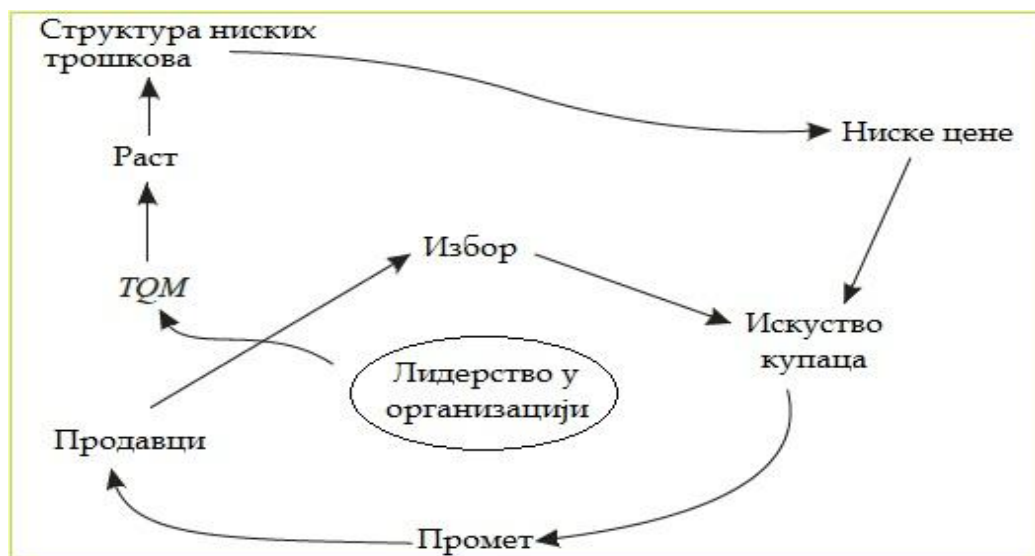 Структура ниских
трошкова
Ниске цене
Раст
Избор
TQM
Искуство
купаца
Лидерство у
организацији
Продавци
Промет